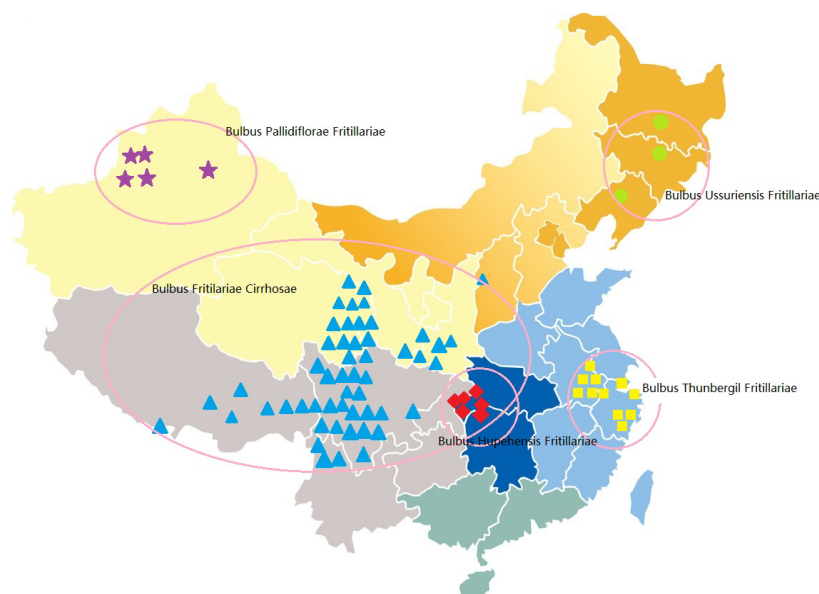 Bulbus Pallidiflorae Fritillariae
Bulbus Ussuriensis Fritillariae
Bulbus Fritilariae Cirrhosae
Bulbus Thunbergil Fritillariae
Bulbus Hupehensis Fritillariae